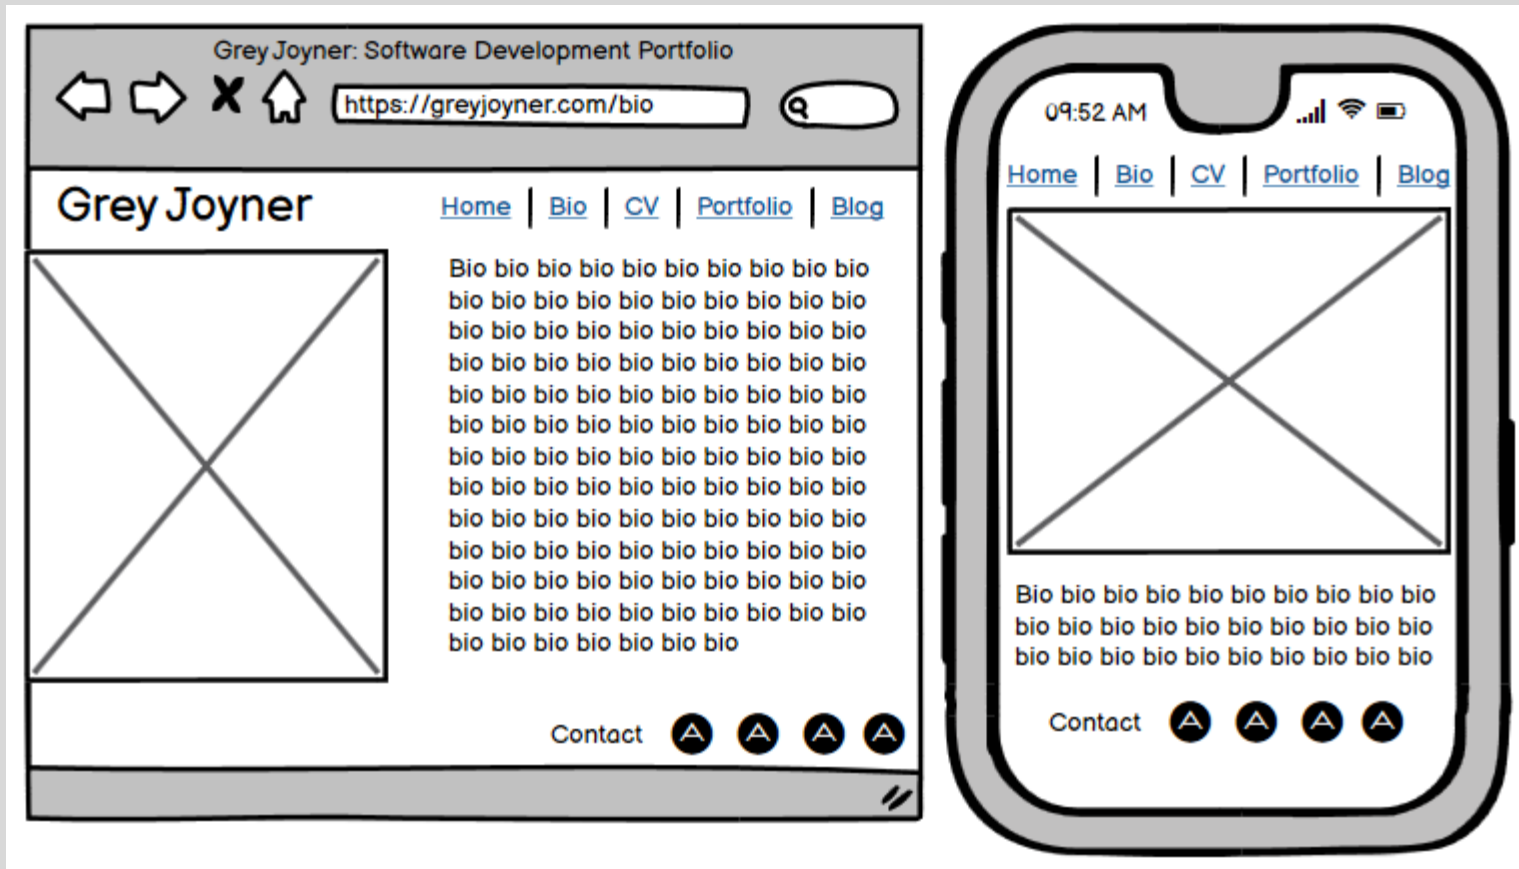 Grey Joyner: Software Development Portfolio
https://greyjoyner.com/bio
Grey Joyner
Home | Bio | CV | Portfolio | Blog
Bio bio bio bio bio bio bio bio bio bio
bio bio bio bio bio bio bio bio bio bio
bio bio bio bio bio bio bio bio bio bio
bio bio bio bio bio bio bio bio bio bio
bio bio bio bio bio bio bio bio bio bio
bio bio bio bio bio bio bio bio bio bio
bio bio bio bio bio bio bio bio bio bio
bio bio bio bio bio bio bio bio bio bio
bio bio bio bio bio bio bio bio bio bio
bio bio bio bio bio bio bio bio bio bio
bio bio bio bio bio bio bio bio bio bio
bio bio bio bio bio bio bio bio bio bio
bio bio bio bio bio bio bio
Contact
09:52 AM
Home | Bio | CV | Portfolio | Blog
Bio bio bio bio bio bio bio bio bio bio
bio bio bio bio bio bio bio bio bio bio
bio bio bio bio bio bio bio bio bio bio
Contact